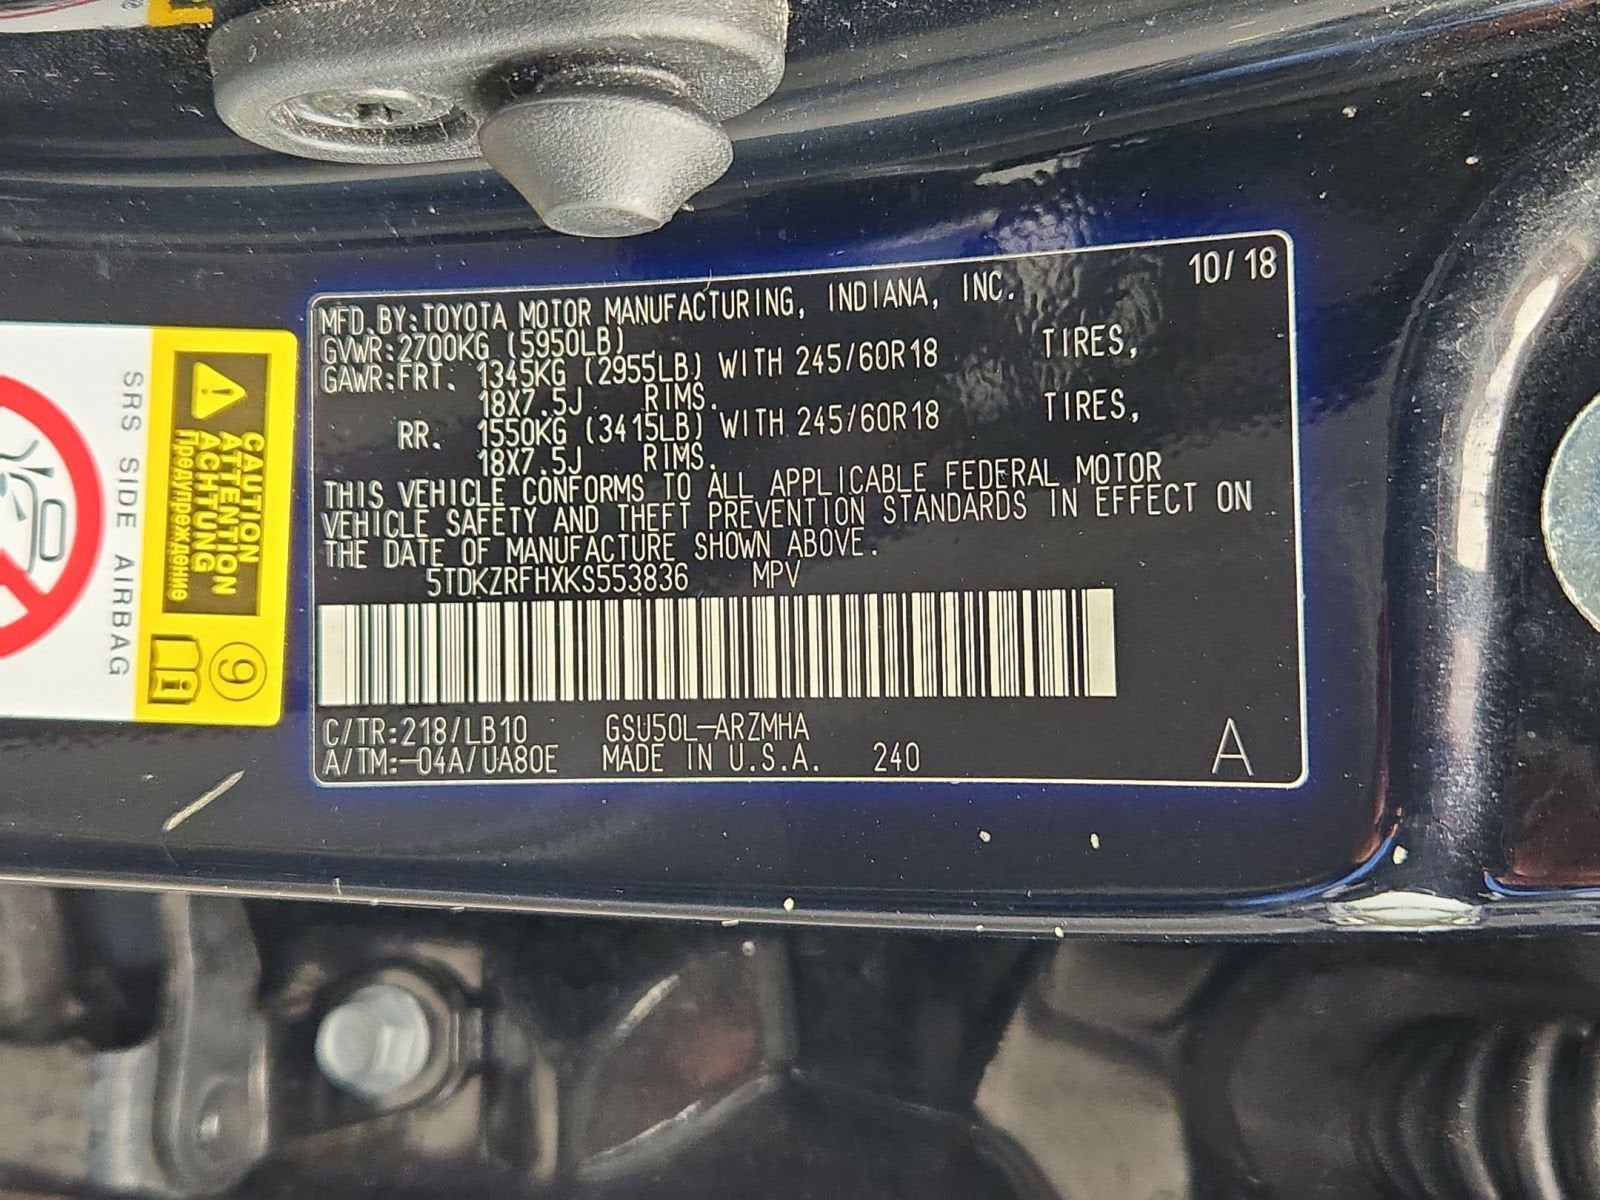 10/18
MFD.BY:TOYOTA MOTOR MANUFACTURING, INDIANA, INC.
GVWR:2700KG (5950LB)
GAWR:FRT. 1345KG (2955LB) WITH 245/60R18 TIRES,
18X7.5J RIMS.
RR. 1550KG (3415LB) WITH 245/60R18 TIRES,
18X7.5J RIMS.
THIS VEHICLE CONFORMS TO ALL APPLICABLE FEDERAL MOTOR
VEHICLE SAFETY AND THEFT PREVENTION STANDARDS IN EFFECT ON
THE DATE OF MANUFACTURE SHOWN ABOVE.
5TDKZRFHXKS553836 MPV
C/TR:218/LB10 GSU50L-ARZMHA
A/TM:-04A/UA80E MADE IN U.S.A. 240
A
CAUTION
ATTENTION
ACHTUNG
Предупреждение
SRS SIDE AIRBAG
9